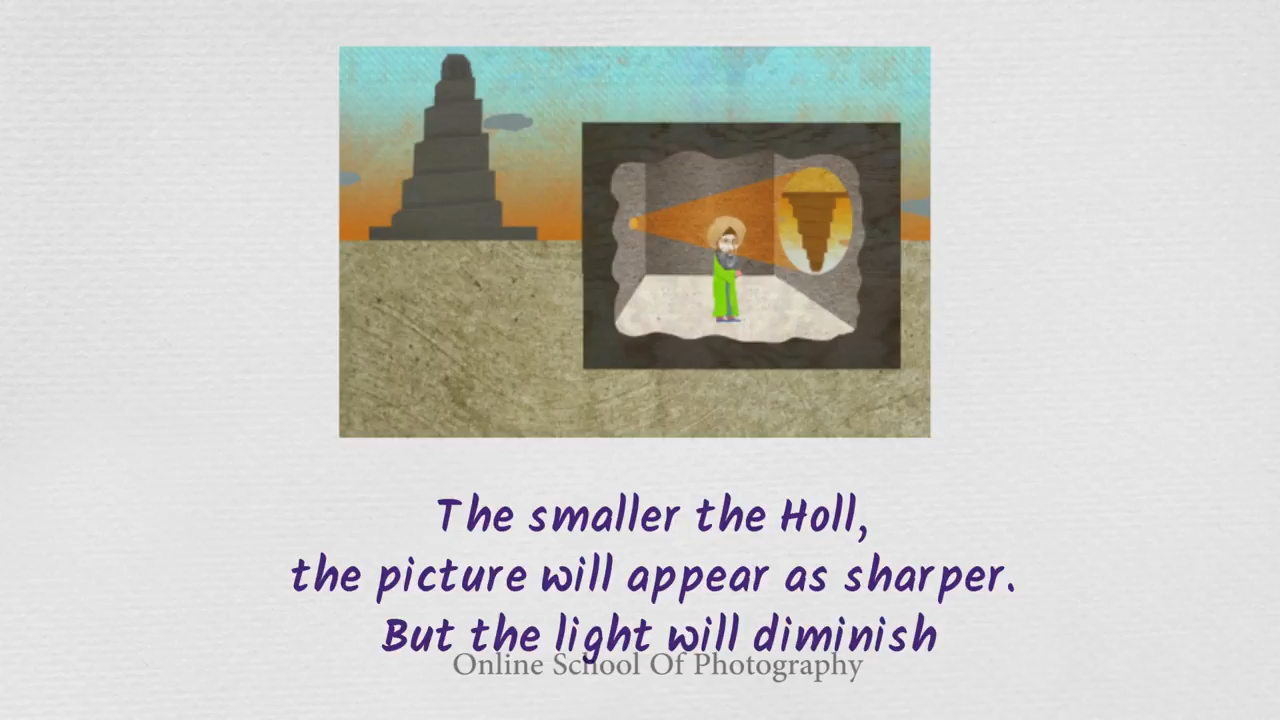 The smaller the Holl,
the picture will appear as sharper.
But the light will diminish
Online School Of Photography